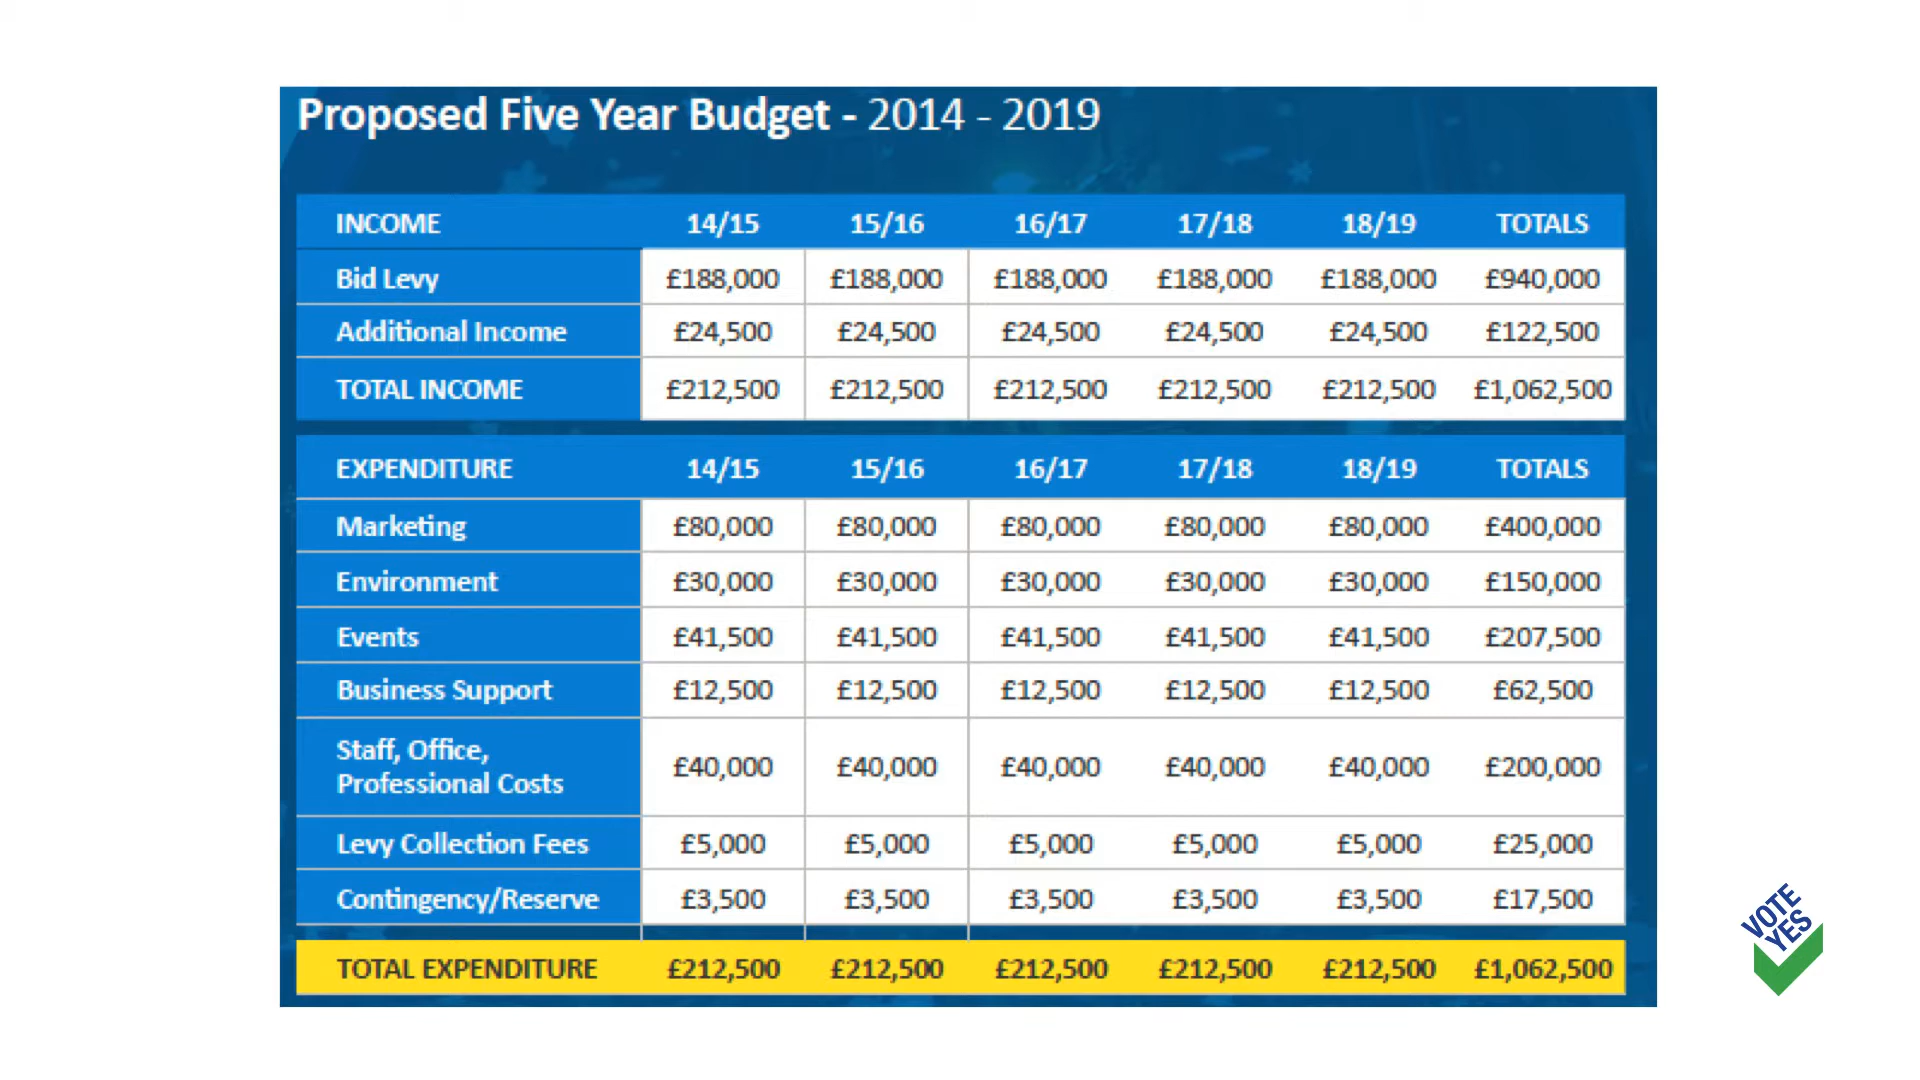 Proposed Five Year Budget - 2014 - 2019
INCOME 14/15 15/16 16/17 17/18 18/19 TOTALS
Bid Levy £188,000 £188,000 £188,000 £188,000 £188,000 £940,000
Additional Income £24,500 £24,500 £24,500 £24,500 £24,500 £122,500
TOTAL INCOME £212,500 £212,500 £212,500 £212,500 £212,500 £1,062,500
EXPENDITURE 14/15 15/16 16/17 17/18 18/19 TOTALS
Marketing £80,000 £80,000 £80,000 £80,000 £80,000 £400,000
Environment £30,000 £30,000 £30,000 £30,000 £30,000 £150,000
Events £41,500 £41,500 £41,500 £41,500 £41,500 £207,500
Business Support £12,500 £12,500 £12,500 £12,500 £12,500 £62,500
Staff, Office,
Professional Costs £40,000 £40,000 £40,000 £40,000 £40,000 £200,000
Levy Collection Fees £5,000 £5,000 £5,000 £5,000 £5,000 £25,000
Contingency/Reserve £3,500 £3,500 £3,500 £3,500 £3,500 £17,500
TOTAL EXPENDITURE £212,500 £212,500 £212,500 £212,500 £212,500 £1,062,500
VOTE
YES